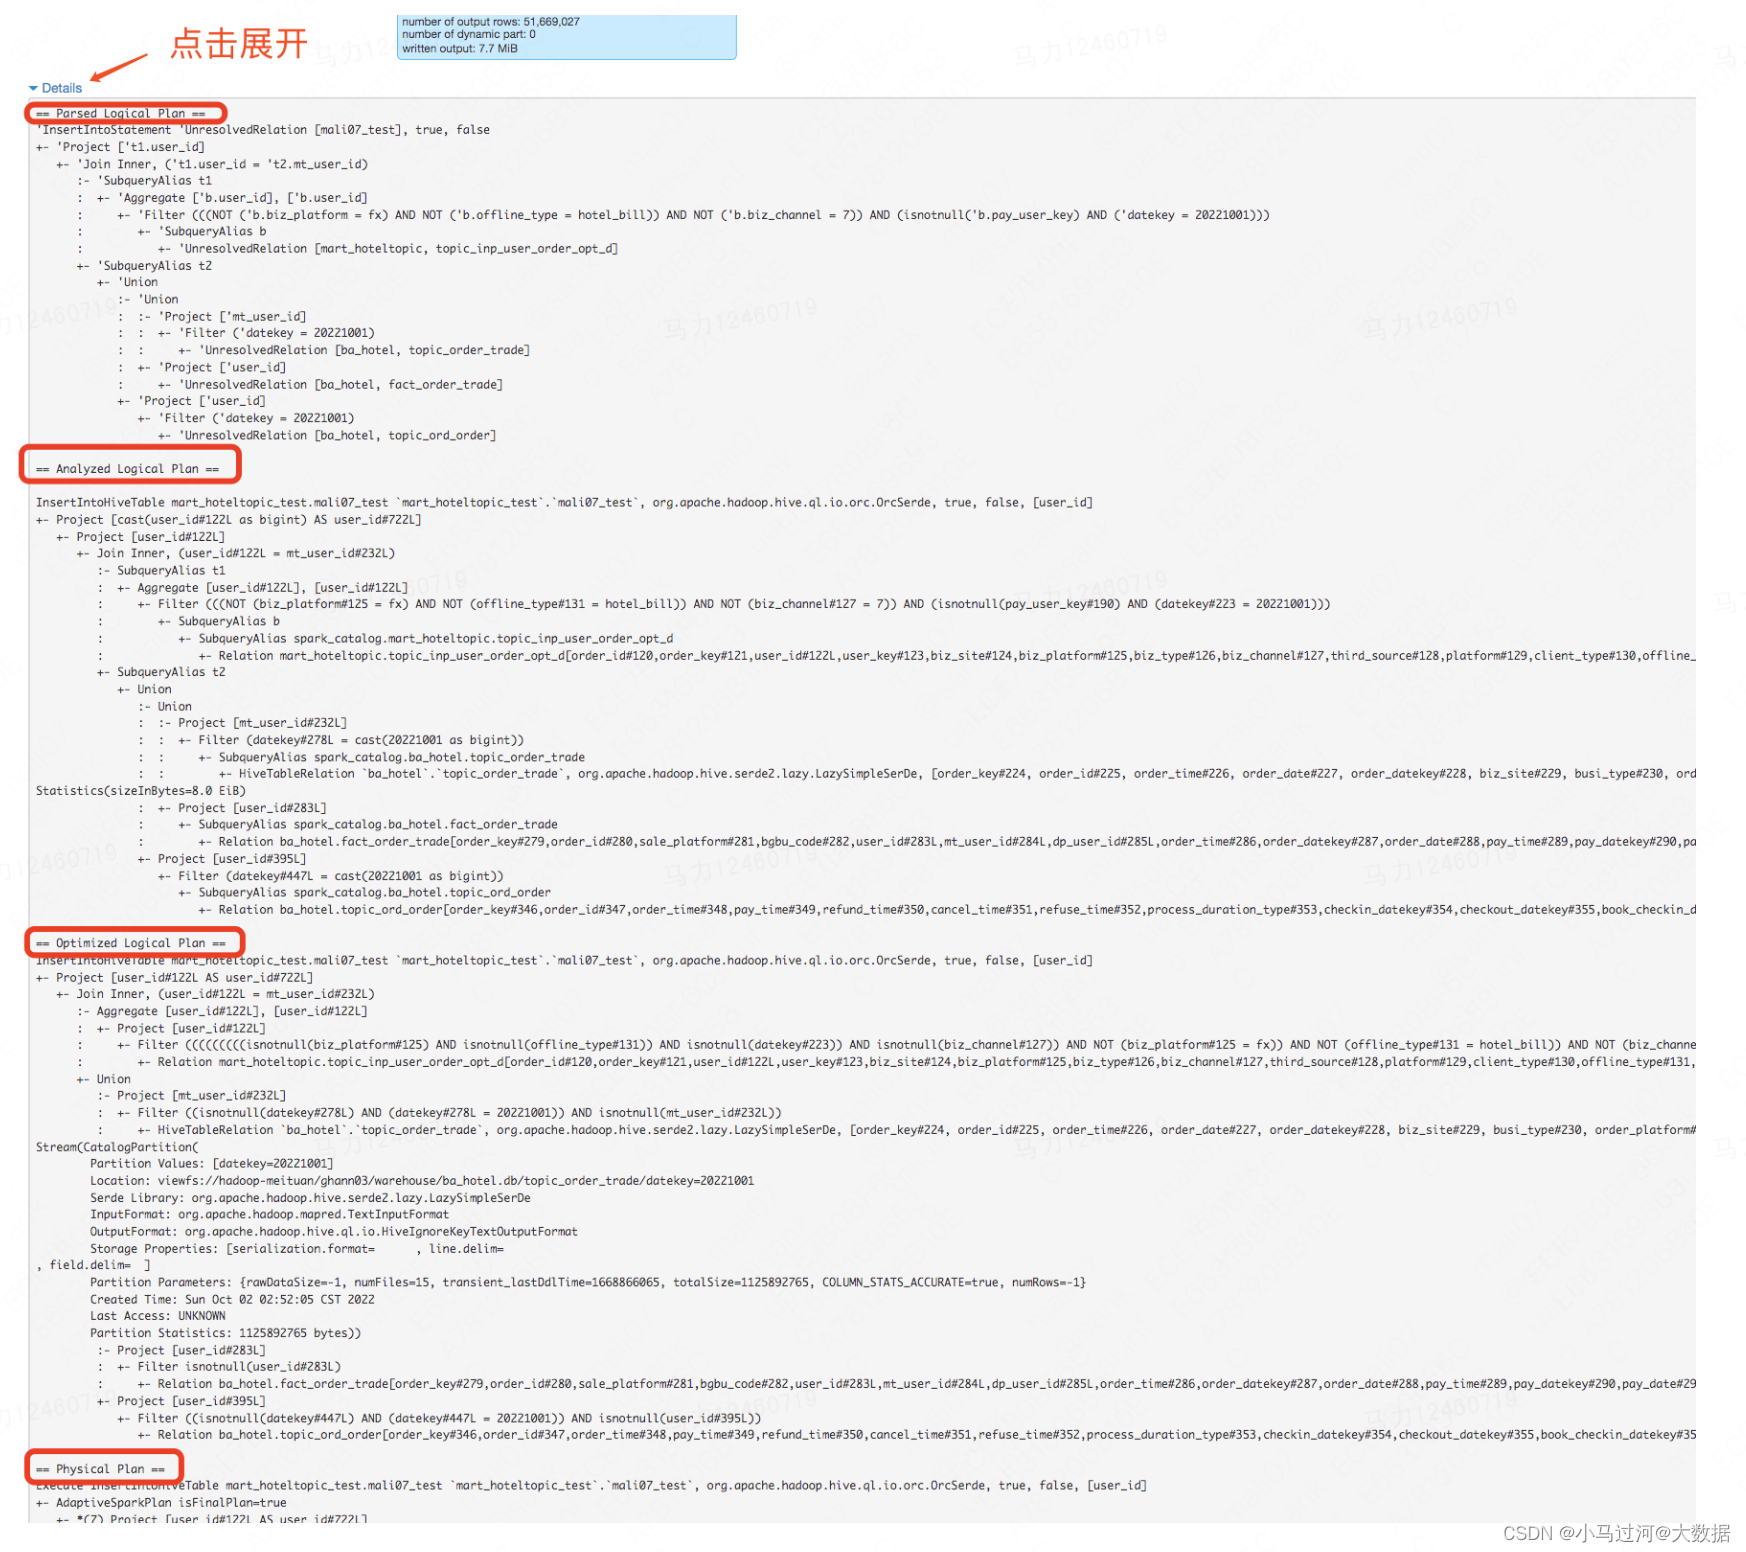 number of output rows: 51,669,027
number of dynamic part: 0
written output: 7.7 MiB
点击展开
Details
== Parsed Logical Plan ==
'InsertIntoStatement 'UnresolvedRelation [mali07_test], true, false
+- 'Project ['t1.user_id]
   +- 'Join Inner, ('t1.user_id = 't2.mt_user_id)
      :- 'SubqueryAlias t1
      :  +- 'Aggregate ['b.user_id], ['b.user_id]
      :     +- 'Filter (((NOT ('b.biz_platform = fx) AND NOT ('b.offline_type = hotel_bill)) AND NOT ('b.biz_channel = 7)) AND (isnotnull('b.pay_user_key) AND ('datekey = 20221001)))
      :        +- 'SubqueryAlias b
      :           +- 'UnresolvedRelation [mart_hoteltopic, topic_inp_user_order_opt_d]
      +- 'SubqueryAlias t2
         +- 'Union
            :- 'Union
            :  :- 'Project ['mt_user_id]
            :  :  +- 'Filter ('datekey = 20221001)
            :  :     +- 'UnresolvedRelation [ba_hotel, topic_order_trade]
            :  +- 'Project ['user_id]
            :     +- 'UnresolvedRelation [ba_hotel, fact_order_trade]
            +- 'Project ['user_id]
               +- 'Filter ('datekey = 20221001)
                  +- 'UnresolvedRelation [ba_hotel, topic_ord_order]
== Analyzed Logical Plan ==
InsertIntoHiveTable mart_hoteltopic_test.mali07_test `mart_hoteltopic_test`.`mali07_test`, org.apache.hadoop.hive.ql.io.orc.OrcSerde, true, false, [user_id]
+- Project [cast(user_id#122L as bigint) AS user_id#722L]
   +- Project [user_id#122L]
      +- Join Inner, (user_id#122L = mt_user_id#232L)
         :- SubqueryAlias t1
         :  +- Aggregate [user_id#122L], [user_id#122L]
         :     +- Filter (((NOT (biz_platform#125 = fx) AND NOT (offline_type#131 = hotel_bill)) AND NOT (biz_channel#127 = 7)) AND (isnotnull(pay_user_key#190) AND (datekey#223 = 20221001)))
         :        +- SubqueryAlias b
         :           +- SubqueryAlias spark_catalog.mart_hoteltopic.topic_inp_user_order_opt_d
         :              +- Relation mart_hoteltopic.topic_inp_user_order_opt_d[order_id#120,order_key#121,user_id#122L,user_key#123,biz_site#124,biz_platform#125,biz_type#126,biz_channel#127,third_source#128,platform#129,client_type#130,offline_
         +- SubqueryAlias t2
            +- Union
               :- Union
               :  :- Project [mt_user_id#232L]
               :  :  +- Filter (datekey#278L = cast(20221001 as bigint))
               :  :     +- SubqueryAlias spark_catalog.ba_hotel.topic_order_trade
               :  :        +- HiveTableRelation `ba_hotel`.`topic_order_trade`, org.apache.hadoop.hive.serde2.lazy.LazySimpleSerDe, [order_key#224, order_id#225, order_time#226, order_date#227, order_datekey#228, biz_site#229, busi_type#230, ord
Statistics(sizeInBytes=8.0 EiB)
               :  +- Project [user_id#283L]
               :     +- SubqueryAlias spark_catalog.ba_hotel.fact_order_trade
               :        +- Relation ba_hotel.fact_order_trade[order_key#279,order_id#280,sale_platform#281,bgbu_code#282,user_id#283L,mt_user_id#284L,dp_user_id#285L,order_time#286,order_datekey#287,order_date#288,pay_time#289,pay_datekey#290,pa
               +- Project [user_id#395L]
                  +- Filter (datekey#447L = cast(20221001 as bigint))
                     +- SubqueryAlias spark_catalog.ba_hotel.topic_ord_order
                        +- Relation ba_hotel.topic_ord_order[order_key#346,order_id#347,order_time#348,pay_time#349,refund_time#350,cancel_time#351,refuse_time#352,process_duration_type#353,checkin_datekey#354,checkout_datekey#355,book_checkin_d
== Optimized Logical Plan ==
InsertIntoHiveTable mart_hoteltopic_test.mali07_test `mart_hoteltopic_test`.`mali07_test`, org.apache.hadoop.hive.ql.io.orc.OrcSerde, true, false, [user_id]
+- Project [user_id#122L AS user_id#722L]
   +- Join Inner, (user_id#122L = mt_user_id#232L)
      :- Aggregate [user_id#122L], [user_id#122L]
      :  +- Project [user_id#122L]
      :     +- Filter (((((((((isnotnull(biz_platform#125) AND isnotnull(offline_type#131)) AND isnotnull(datekey#223)) AND isnotnull(biz_channel#127)) AND NOT (biz_platform#125 = fx)) AND NOT (offline_type#131 = hotel_bill)) AND NOT (biz_channe
      :        +- Relation mart_hoteltopic.topic_inp_user_order_opt_d[order_id#120,order_key#121,user_id#122L,user_key#123,biz_site#124,biz_platform#125,biz_type#126,biz_channel#127,third_source#128,platform#129,client_type#130,offline_type#131,
      +- Union
         :- Project [mt_user_id#232L]
         :  +- Filter ((isnotnull(datekey#278L) AND (datekey#278L = 20221001)) AND isnotnull(mt_user_id#232L))
         :     +- HiveTableRelation `ba_hotel`.`topic_order_trade`, org.apache.hadoop.hive.serde2.lazy.LazySimpleSerDe, [order_key#224, order_id#225, order_time#226, order_date#227, order_datekey#228, biz_site#229, busi_type#230, order_platform#
Stream(CatalogPartition(
        Partition Values: [datekey=20221001]
        Location: viewfs://hadoop-meituan/ghann03/warehouse/ba_hotel.db/topic_order_trade/datekey=20221001
        Serde Library: org.apache.hadoop.hive.serde2.lazy.LazySimpleSerDe
        InputFormat: org.apache.hadoop.mapred.TextInputFormat
        OutputFormat: org.apache.hadoop.hive.ql.io.HiveIgnoreKeyTextOutputFormat
        Storage Properties: [serialization.format=      , line.delim=
, field.delim=  ]
        Partition Parameters: {rawDataSize=-1, numFiles=15, transient_lastDdlTime=1668866065, totalSize=1125892765, COLUMN_STATS_ACCURATE=true, numRows=-1}
        Created Time: Sun Oct 02 02:52:05 CST 2022
        Last Access: UNKNOWN
        Partition Statistics: 1125892765 bytes))
         :- Project [user_id#283L]
         :  +- Filter isnotnull(user_id#283L)
         :     +- Relation ba_hotel.fact_order_trade[order_key#279,order_id#280,sale_platform#281,bgbu_code#282,user_id#283L,mt_user_id#284L,dp_user_id#285L,order_time#286,order_datekey#287,order_date#288,pay_time#289,pay_datekey#290,pay_date#29
         +- Project [user_id#395L]
            +- Filter ((isnotnull(datekey#447L) AND (datekey#447L = 20221001)) AND isnotnull(user_id#395L))
               +- Relation ba_hotel.topic_ord_order[order_key#346,order_id#347,order_time#348,pay_time#349,refund_time#350,cancel_time#351,refuse_time#352,process_duration_type#353,checkin_datekey#354,checkout_datekey#355,book_checkin_datekey#35
== Physical Plan ==
Execute InsertIntoHiveTable mart_hoteltopic_test.mali07_test `mart_hoteltopic_test`.`mali07_test`, org.apache.hadoop.hive.ql.io.orc.OrcSerde, true, false, [user_id]
+- AdaptiveSparkPlan isFinalPlan=true
   +- *(7) Project [user_id#122L AS user_id#722L]
CSDN @小马过河@大数据